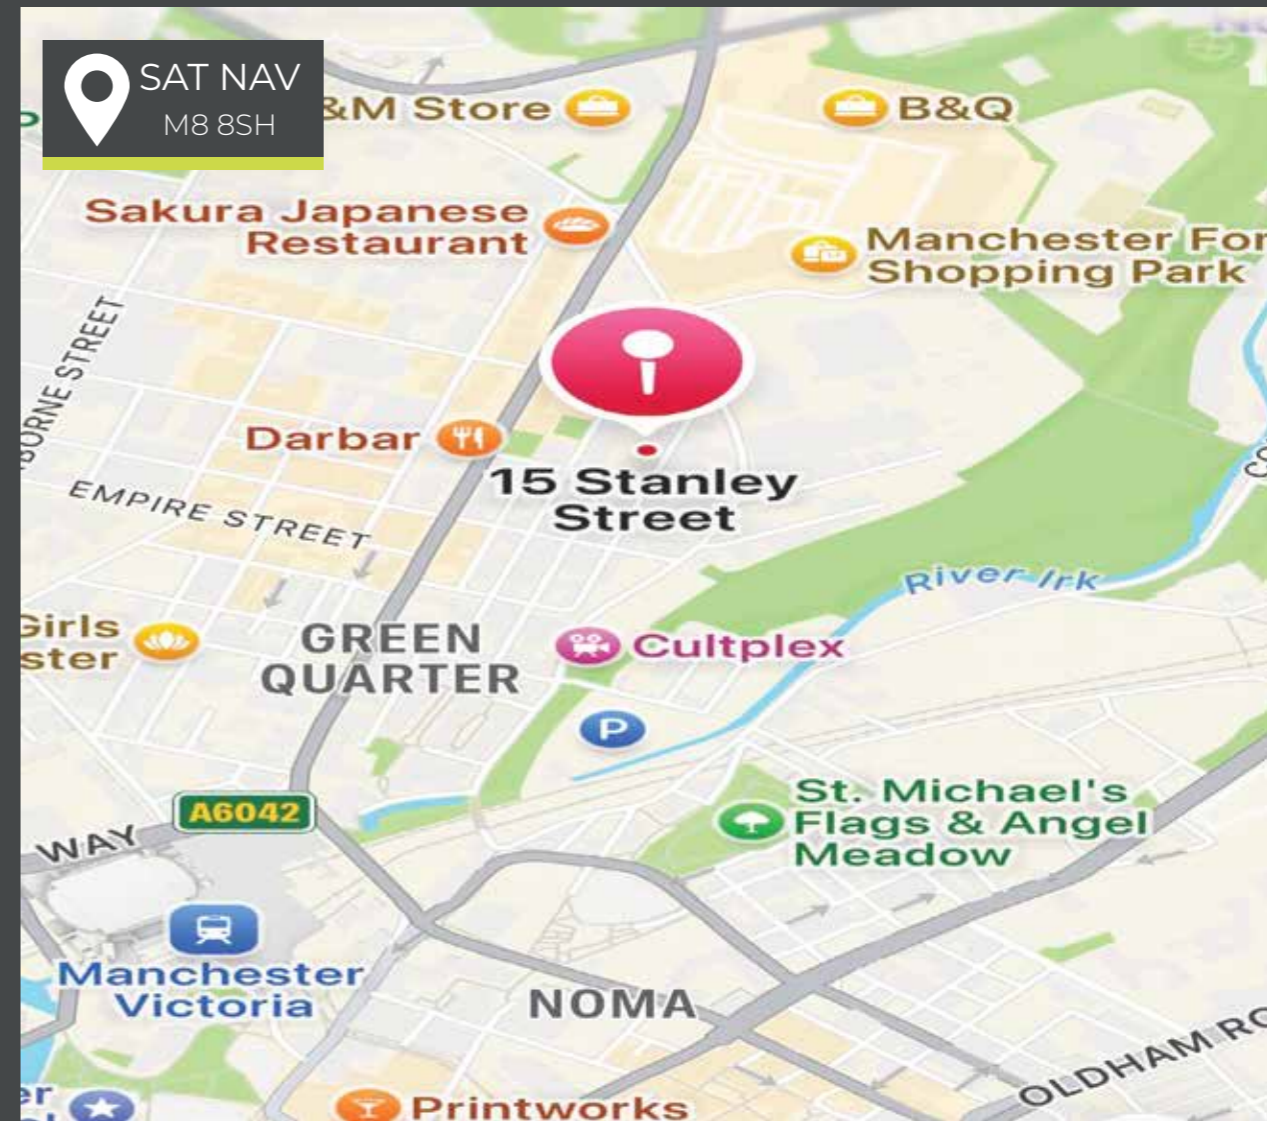 SAT NAV
M8 8SH
&M Store
B&Q
Sakura Japanese
Restaurant
Manchester For
Shopping Park
BORNE STREET
Darbar
15 Stanley
Street
EMPIRE STREET
River Irk
Girls
ster
GREEN
QUARTER
Cultplex
P
A6042
St. Michael's
Flags & Angel
Meadow
WAY
Manchester
Victoria
NOMA
OLDHAM RO
er
Printworks